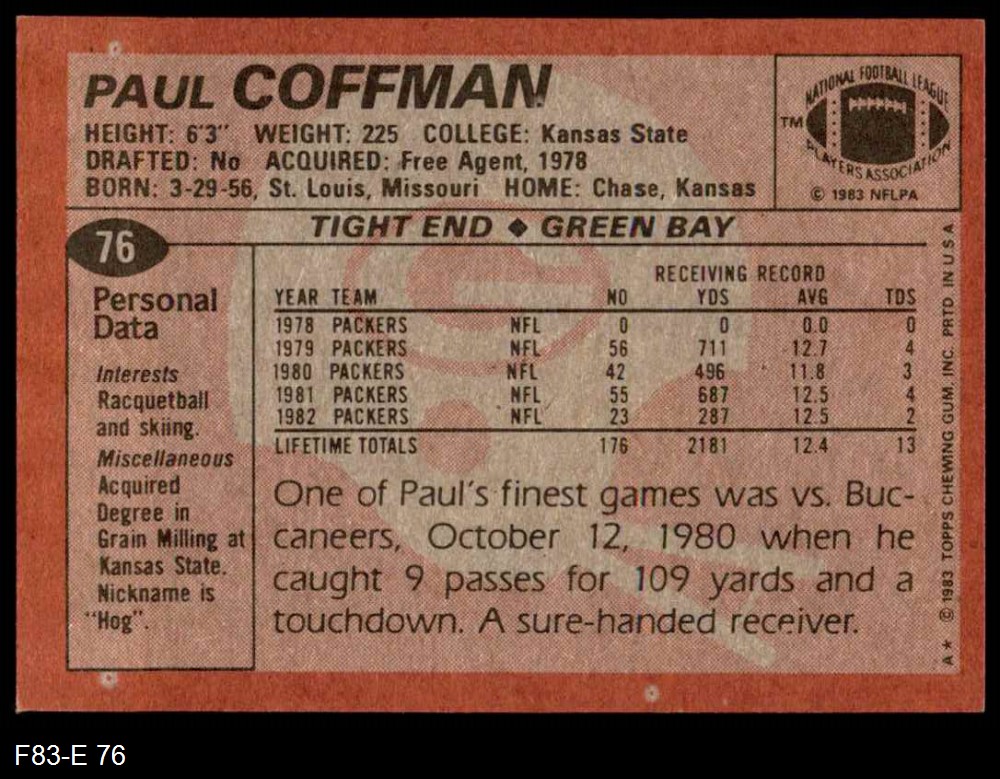 PAUL COFFMAN
HEIGHT: 6'3" WEIGHT: 225 COLLEGE: Kansas State
DRAFTED: No ACQUIRED: Free Agent, 1978
BORN: 3-29-56, St. Louis, Missouri HOME: Chase, Kansas
NATIONAL FOOTBALL LEAGUE
TM
PLAYERS ASSOCIATION
© 1983 NFLPA
TIGHT END ◆ GREEN BAY
76
Personal
Data
Interests
Racquetball
and skiing.
Miscellaneous
Acquired
Degree in
Grain Milling at
Kansas State.
Nickname is
"Hog".
RECEIVING RECORD
YEAR TEAM NO YDS AVG TDS
1978 PACKERS NFL 0 0 0.0 0
1979 PACKERS NFL 56 711 12.7 4
1980 PACKERS NFL 42 496 11.8 3
1981 PACKERS NFL 55 687 12.5 4
1982 PACKERS NFL 23 287 12.5 2
LIFETIME TOTALS 176 2181 12.4 13
One of Paul's finest games was vs. Buc-
caneers, October 12, 1980 when he
caught 9 passes for 109 yards and a
touchdown. A sure-handed receiver.
A★ © 1983 TOPPS CHEWING GUM, INC. PRTD IN USA
F83-E 76